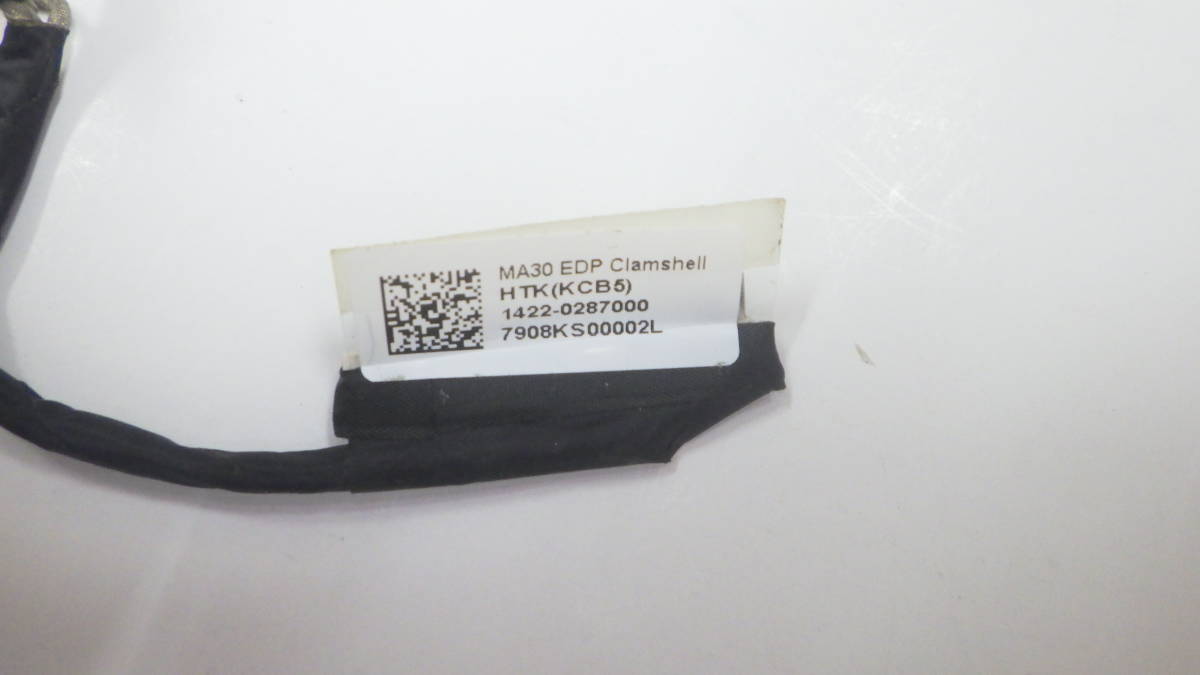 MA30 EDP Clamshell
HTK(KCB5)
1422-0287000
7908KS00002L